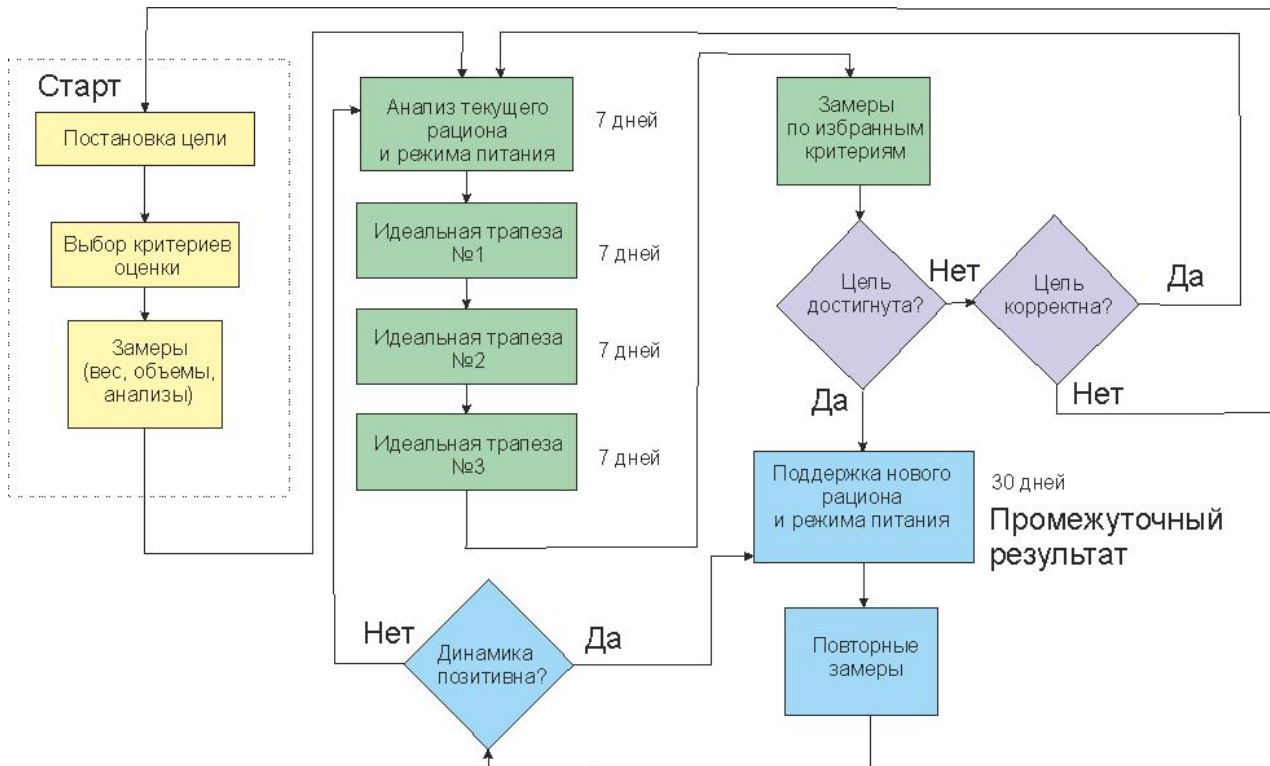 Старт
Постановка цели
Выбор критериев
оценки
Замеры
(вес, объемы,
анализы)
Анализ текущего
рациона
и режима питания
7 дней
Идеальная трапеза
№1
7 дней
Идеальная трапеза
№2
7 дней
Идеальная трапеза
№3
7 дней
Замеры
по избранным
критериям
Цель
достигнута?
Нет
Цель
корректна?
Да
Нет
Да
Поддержка нового
рациона
и режима питания
30 дней
Промежуточный
результат
Повторные
замеры
Динамика
позитивна?
Нет
Да